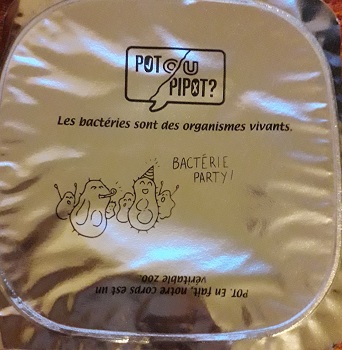 POT OU
PIPOT?
Les bactéries sont des organismes vivants.
BACTÉRIE
PARTY!
POT. En fait, notre corps est un
véritable zoo